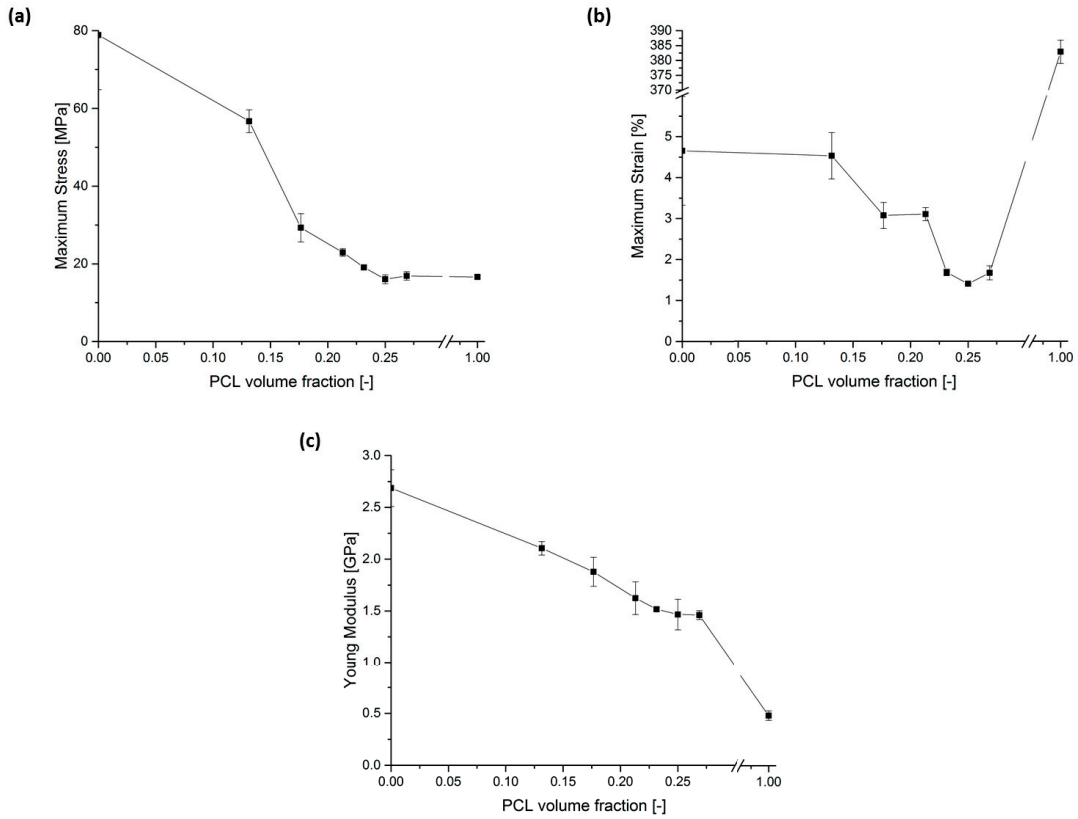 (a)
Maximum Stress [MPa]
80
60
40
20
0
0.00 0.05 0.10 0.15 0.20 0.25 1.00
PCL volume fraction [-]
(b)
Maximum Strain [%]
390
385
380
375
370
5
4
3
2
1
0
0.00 0.05 0.10 0.15 0.20 0.25 1.00
PCL volume fraction [-]
(c)
Young Modulus [GPa]
3.0
2.5
2.0
1.5
1.0
0.5
0.0
0.00 0.05 0.10 0.15 0.20 0.25 1.00
PCL volume fraction [-]